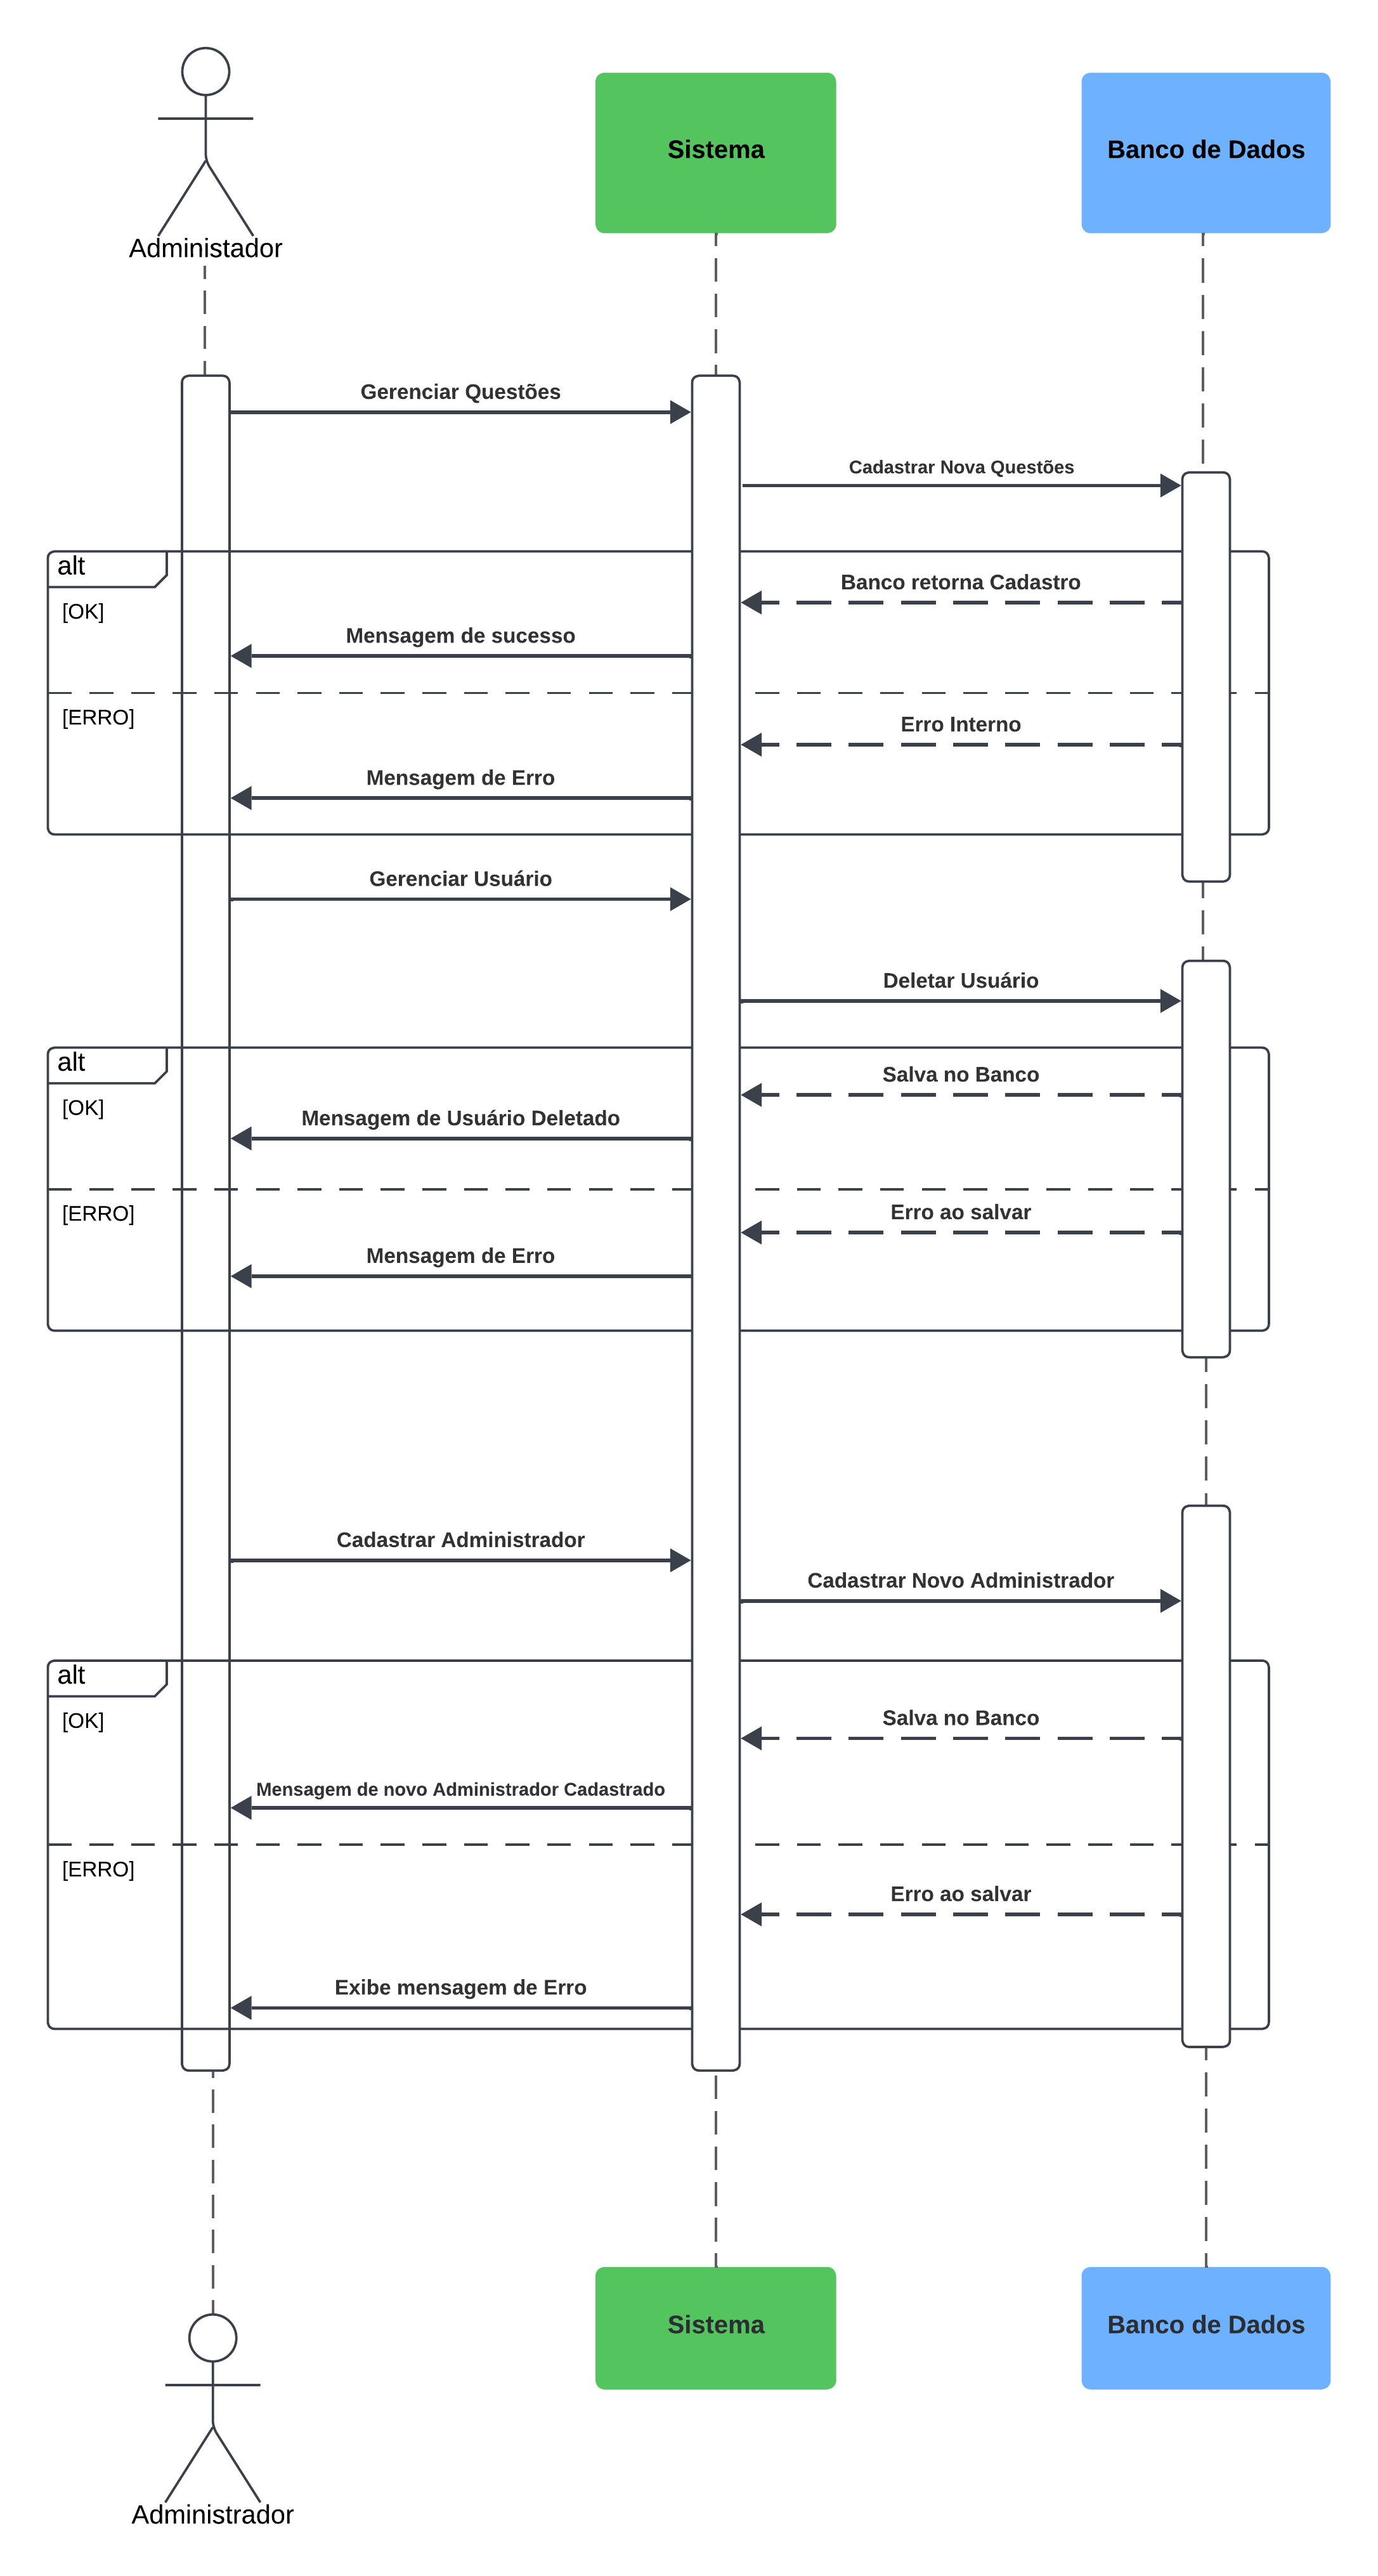 Administador
Sistema
Banco de Dados
Gerenciar Questões
Cadastrar Nova Questões
alt
[OK]
Banco retorna Cadastro
Mensagem de sucesso
[ERRO]
Erro Interno
Mensagem de Erro
Gerenciar Usuário
Deletar Usuário
alt
[OK]
Salva no Banco
Mensagem de Usuário Deletado
[ERRO]
Erro ao salvar
Mensagem de Erro
Cadastrar Administrador
Cadastrar Novo Administrador
alt
[OK]
Salva no Banco
Mensagem de novo Administrador Cadastrado
[ERRO]
Erro ao salvar
Exibe mensagem de Erro
Sistema
Banco de Dados
Administrador